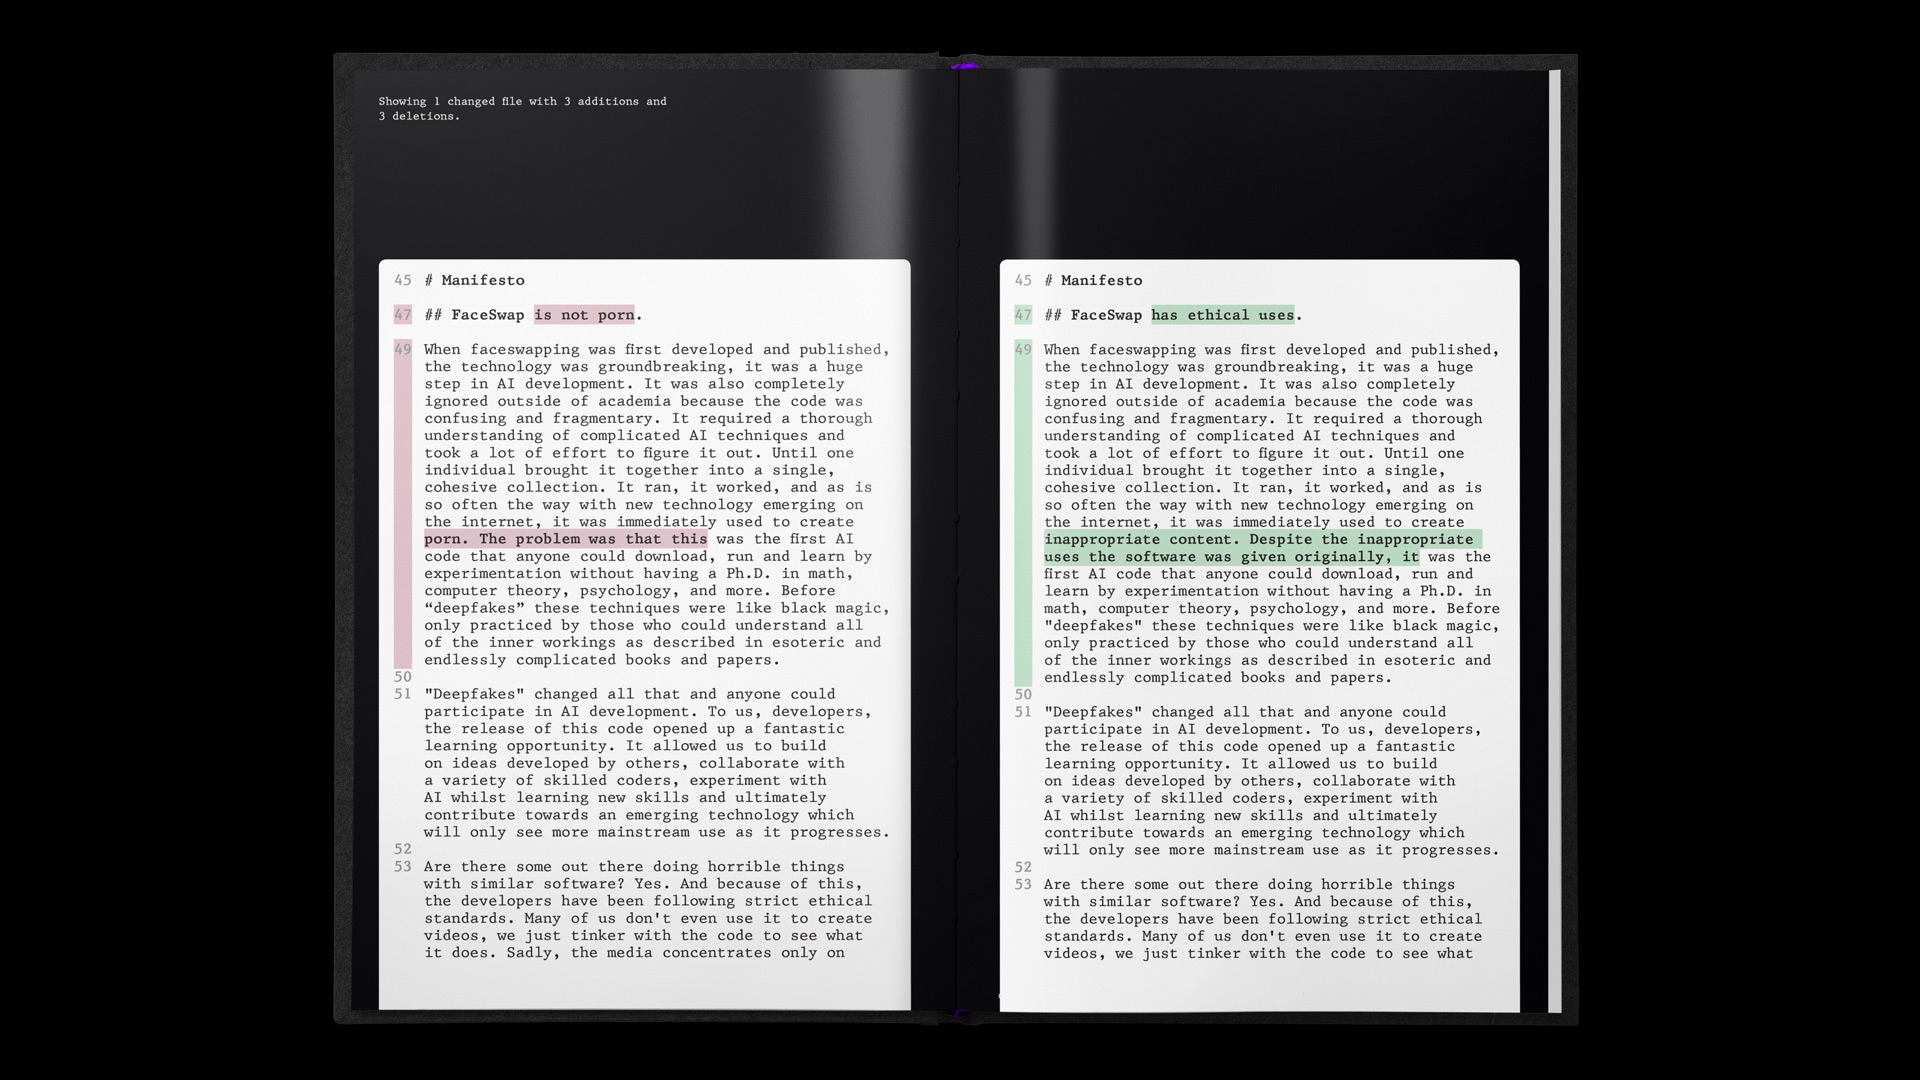 Showing 1 changed file with 3 additions and
3 deletions.
45 # Manifesto
47 ## FaceSwap is not porn.
49 When faceswapping was first developed and published,
the technology was groundbreaking, it was a huge
step in AI development. It was also completely
ignored outside of academia because the code was
confusing and fragmentary. It required a thorough
understanding of complicated AI techniques and
took a lot of effort to figure it out. Until one
individual brought it together into a single,
cohesive collection. It ran, it worked, and as is
so often the way with new technology emerging on
the internet, it was immediately used to create
porn. The problem was that this was the first AI
code that anyone could download, run and learn by
experimentation without having a Ph.D. in math,
computer theory, psychology, and more. Before
“deepfakes” these techniques were like black magic,
only practiced by those who could understand all
of the inner workings as described in esoteric and
endlessly complicated books and papers.
50
51 "Deepfakes" changed all that and anyone could
participate in AI development. To us, developers,
the release of this code opened up a fantastic
learning opportunity. It allowed us to build
on ideas developed by others, collaborate with
a variety of skilled coders, experiment with
AI whilst learning new skills and ultimately
contribute towards an emerging technology which
will only see more mainstream use as it progresses.
52
53 Are there some out there doing horrible things
with similar software? Yes. And because of this,
the developers have been following strict ethical
standards. Many of us don't even use it to create
videos, we just tinker with the code to see what
it does. Sadly, the media concentrates only on
45 # Manifesto
47 ## FaceSwap has ethical uses.
49 When faceswapping was first developed and published,
the technology was groundbreaking, it was a huge
step in AI development. It was also completely
ignored outside of academia because the code was
confusing and fragmentary. It required a thorough
understanding of complicated AI techniques and
took a lot of effort to figure it out. Until one
individual brought it together into a single,
cohesive collection. It ran, it worked, and as is
so often the way with new technology emerging on
the internet, it was immediately used to create
inappropriate content. Despite the inappropriate
uses the software was given originally, it was the
first AI code that anyone could download, run and
learn by experimentation without having a Ph.D. in
math, computer theory, psychology, and more. Before
"deepfakes" these techniques were like black magic,
only practiced by those who could understand all
of the inner workings as described in esoteric and
endlessly complicated books and papers.
50
51 "Deepfakes" changed all that and anyone could
participate in AI development. To us, developers,
the release of this code opened up a fantastic
learning opportunity. It allowed us to build
on ideas developed by others, collaborate with
a variety of skilled coders, experiment with
AI whilst learning new skills and ultimately
contribute towards an emerging technology which
will only see more mainstream use as it progresses.
52
53 Are there some out there doing horrible things
with similar software? Yes. And because of this,
the developers have been following strict ethical
standards. Many of us don't even use it to create
videos, we just tinker with the code to see what